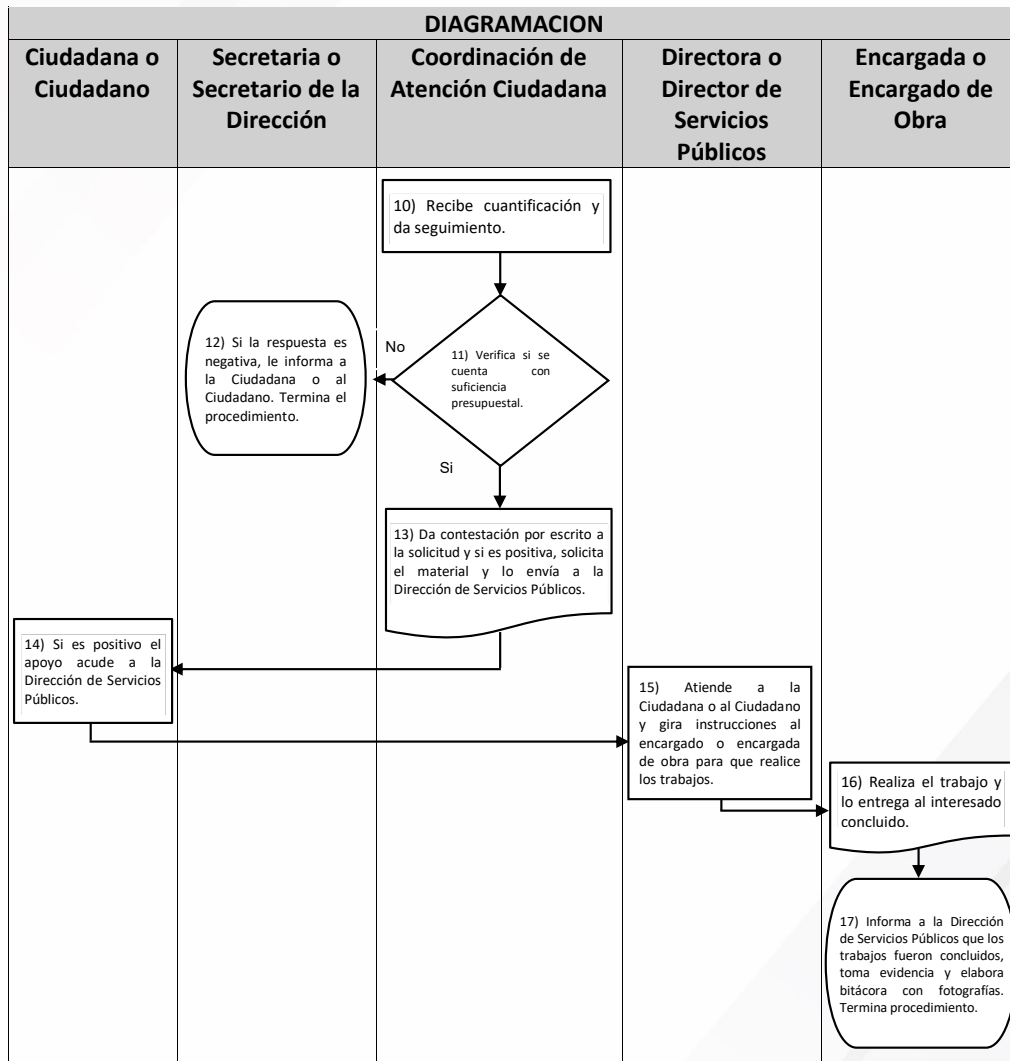 DIAGRAMACION
Ciudadana o
Ciudadano
Secretaria o
Secretario de la
Dirección
Coordinación de
Atención Ciudadana
Directora o
Director de
Servicios
Públicos
Encargada o
Encargado de
Obra
10) Recibe cuantificación y
da seguimiento.
11) Verifica si se
cuenta con
suficiencia
presupuestal.
No
12) Si la respuesta es
negativa, le informa a
la Ciudadana o al
Ciudadano. Termina el
procedimiento.
Si
13) Da contestación por escrito a
la solicitud y si es positiva, solicita
el material y lo envía a la
Dirección de Servicios Públicos.
14) Si es positivo el
apoyo acude a la
Dirección de Servicios
Públicos.
15) Atiende a la
Ciudadana o al Ciudadano
y gira instrucciones al
encargado o encargada
de obra para que realice
los trabajos.
16) Realiza el trabajo y
lo entrega al interesado
concluido.
17) Informa a la Dirección
de Servicios Públicos que los
trabajos fueron concluidos,
toma evidencia y elabora
bitácora con fotografías.
Termina procedimiento.